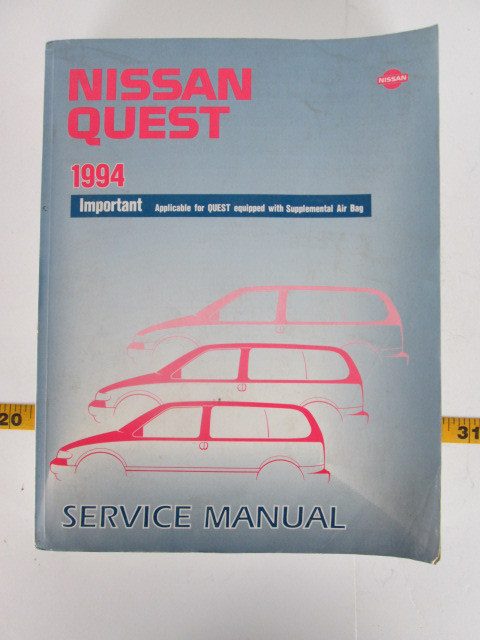 NISSAN
QUEST
NISSAN
1994
Important Applicable for QUEST equipped with Supplemental Air Bag
20
31
SERVICE MANUAL